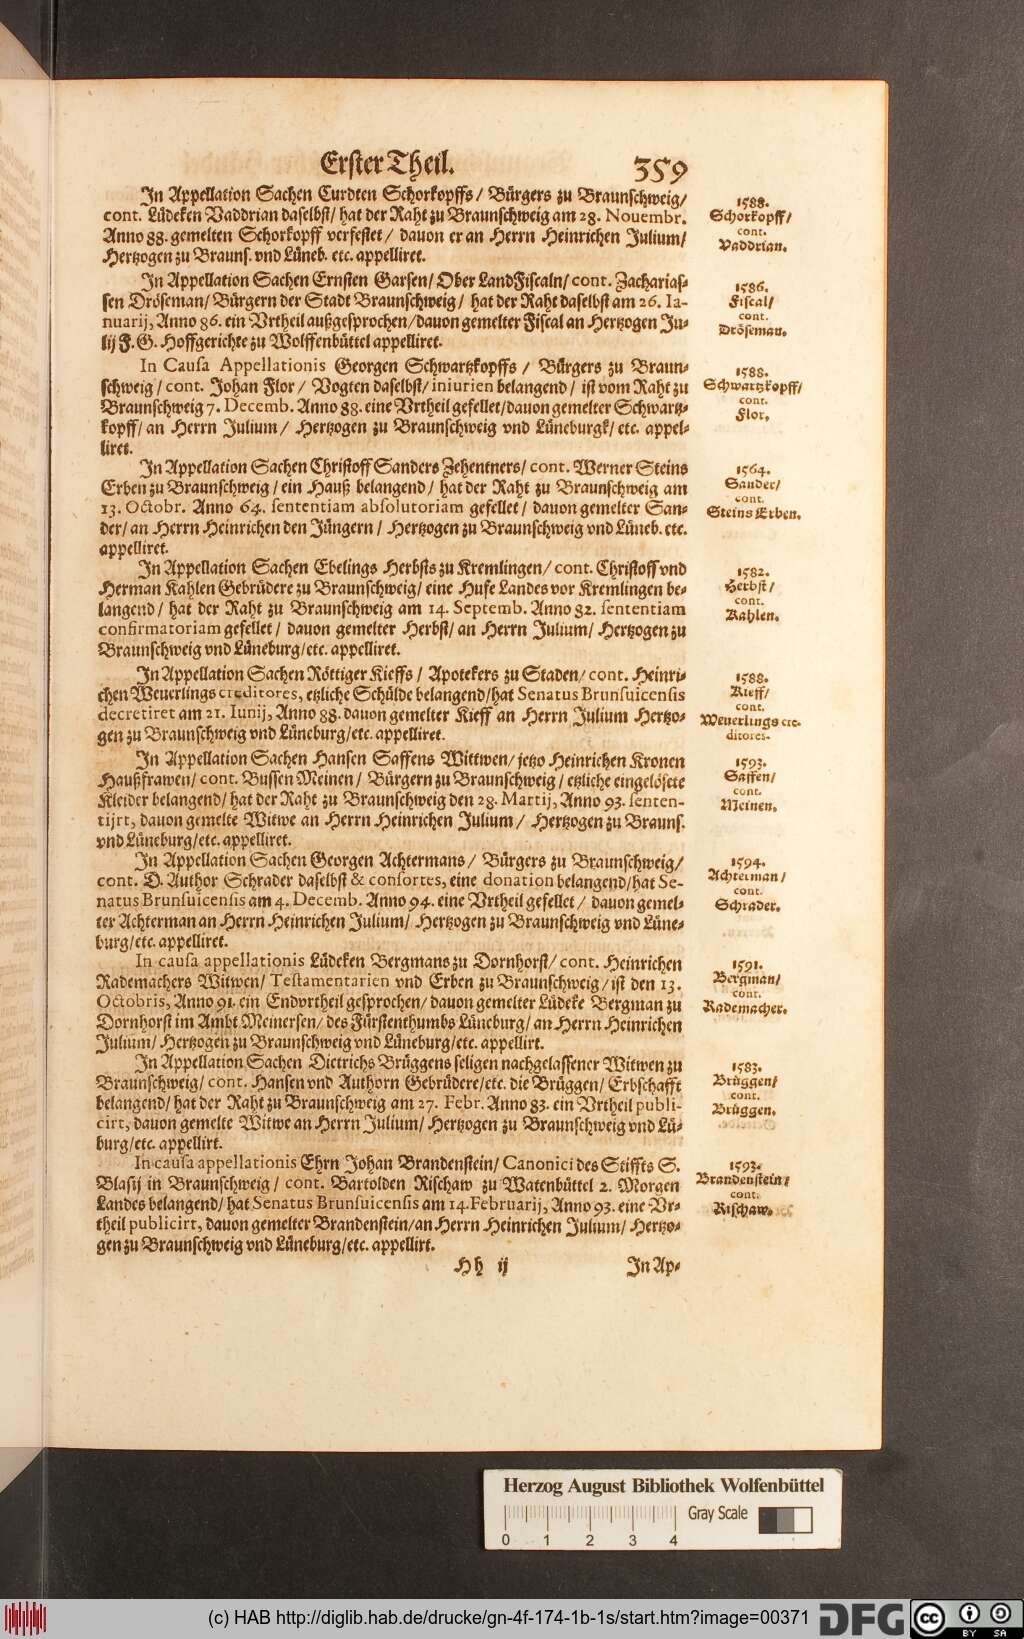 Erster Theil. 359
In Appellation Sachen Curdten Schorkopffs / Bürgers zu Braunschweig/
cont. Lüdeken Vaddrian daselbst/ hat der Raht zu Braunschweig am 28. Nouembr.
Anno 88. gemelten Schorkopff verfestet / dauon er an Herrn Heinrichen Julium/
Hertzogen zu Brauns. vnd Lüneb. etc. appelliret.
1588.
Schorkopff/
cont.
Vaddrian.
In Appellation Sachen Ernsten Garsen/ Ober LandFiscaln/ cont. Zacharias-
sen Dröseman/ Bürgern der Stadt Braunschweig / hat der Raht daselbst am 26. Ia-
nuarij, Anno 86. ein Vrtheil außgesprochen/dauon gemelter Fiscal an Hertzogen Ju-
lij F. G. Hoffgerichte zu Wolffenbüttel appelliret.
1586.
Fiscal/
cont.
Dröseman.
In Causa Appellationis Georgen Schwartzkopffs / Bürgers zu Braun-
schweig / cont. Johan Flor / Vogten daselbst/ iniurien belangend / ist vom Raht zu
Braunschweig 7. Decemb. Anno 88. eine Vrtheil gefellet/dauon gemelter Schwartz-
kopff/ an Herrn Julium / Hertzogen zu Braunschweig vnd Lüneburgk/ etc. appel-
liret.
1588.
Schwartzkopff/
cont.
Flor.
In Appellation Sachen Christoff Sanders Zehentners/ cont. Werner Steins
Erben zu Braunschweig / ein Hauß belangend / hat der Raht zu Braunschweig am
13. Octobr. Anno 64. sententiam absolutoriam gefellet / dauon gemelter San-
der/ an Herrn Heinrichen den Jüngern / Hertzogen zu Braunschweig vnd Lüneb. etc.
appelliret.
1564.
Sander/
cont.
Steins Erben.
In Appellation Sachen Ebelings Herbsts zu Kremlingen/ cont. Christoff vnd
Herman Kahlen Gebrüdere zu Braunschweig/ eine Hufe Landes vor Kremlingen be-
langend / hat der Raht zu Braunschweig am 14. Septemb. Anno 82. sententiam
confirmatoriam gefellet / dauon gemelter Herbst/ an Herrn Julium/ Hertzogen zu
Braunschweig vnd Lüneburg/etc. appelliret.
1582.
Herbst/
cont.
Kahlen.
In Appellation Sachen Röttiger Kieffs / Apotekers zu Staden/ cont. Heinri-
chen Weuerlings creditores, etzliche Schülde belangend/hat Senatus Brunsuicensis
decretiret am 21. Iunij, Anno 88. dauon gemelter Kieff an Herrn Julium Hertzo-
gen zu Braunschweig vnd Lüneburg/etc. appelliret.
1588.
Kieff/
cont.
Weuerlings cre-
ditores.
In Appellation Sachen Hansen Saffens Wittwen/ jetzo Heinrichen Kronen
Haußfrawen/ cont. Bussen Meinen / Bürgern zu Braunschweig / etzliche eingelösete
Kleider belangend/ hat der Raht zu Braunschweig den 28. Martij, Anno 93. senten-
tijrt, dauon gemelte Witwe an Herrn Heinrichen Julium / Hertzogen zu Brauns.
vnd Lüneburg/etc. appelliret.
1593.
Saffen/
cont.
Meinen.
In Appellation Sachen Georgen Achtermans / Bürgers zu Braunschweig/
cont. D. Author Schrader daselbst & consortes, eine donation belangend/hat Se-
natus Brunsuicensis am 4. Decemb. Anno 94. eine Vrtheil gefellet / dauon gemel-
ter Achterman an Herrn Heinrichen Julium/ Hertzogen zu Braunschweig vnd Lüne-
burg/etc. appelliret.
1594.
Achterman /
cont.
Schrader.
In causa appellationis Lüdeken Bergmans zu Dornhorst/ cont. Heinrichen
Rademachers Witwen/ Testamentarien vnd Erben zu Braunschweig/ ist den 13.
Octobris, Anno 91. ein Endvrtheil gesprochen/ dauon gemelter Lüdeke Bergman zu
Dornhorst im Ambt Meinersen/ des Fürstenthumbs Lüneburg/ an Herrn Heinrichen
Julium/ Hertzogen zu Braunschweig vnd Lüneburg/etc. appellirt.
1591.
Bergman/
cont.
Rademacher.
In Appellation Sachen Dietrichs Brüggens seligen nachgelassener Witwen zu
Braunschweig/ cont. Hansen vnd Authorn Gebrüdere/etc. die Brüggen/ Erbschafft
belangend/ hat der Raht zu Braunschweig am 27. Febr. Anno 83. ein Vrtheil publi-
cirt, dauon gemelte Witwe an Herrn Julium/ Hertzogen zu Braunschweig vnd Lü-
burg/etc. appellirt.
1583.
Brüggen/
cont.
Brüggen.
In causa appellationis Ehrn Johan Brandenstein/ Canonici des Stiffts S.
Blasij in Braunschweig / cont. Bartolden Rischaw zu Watenbüttel 2. Morgen
Landes belangend/ hat Senatus Brunsuicensis am 14. Februarij, Anno 93. eine Vr-
theil publicirt, dauon gemelter Brandenstein/an Herrn Heinrichen Julium/ Hertzo-
gen zu Braunschweig vnd Lüneburg/etc. appellirt.
1593.
Brandenstein/
cont.
Rischaw.
Hh ij In Ap-
Herzog August Bibliothek Wolfenbüttel
0 1 2 3 4 Gray Scale
(c) HAB http://diglib.hab.de/drucke/gn-4f-174-1b-1s/start.htm?image=00371 DFG cc BY SA